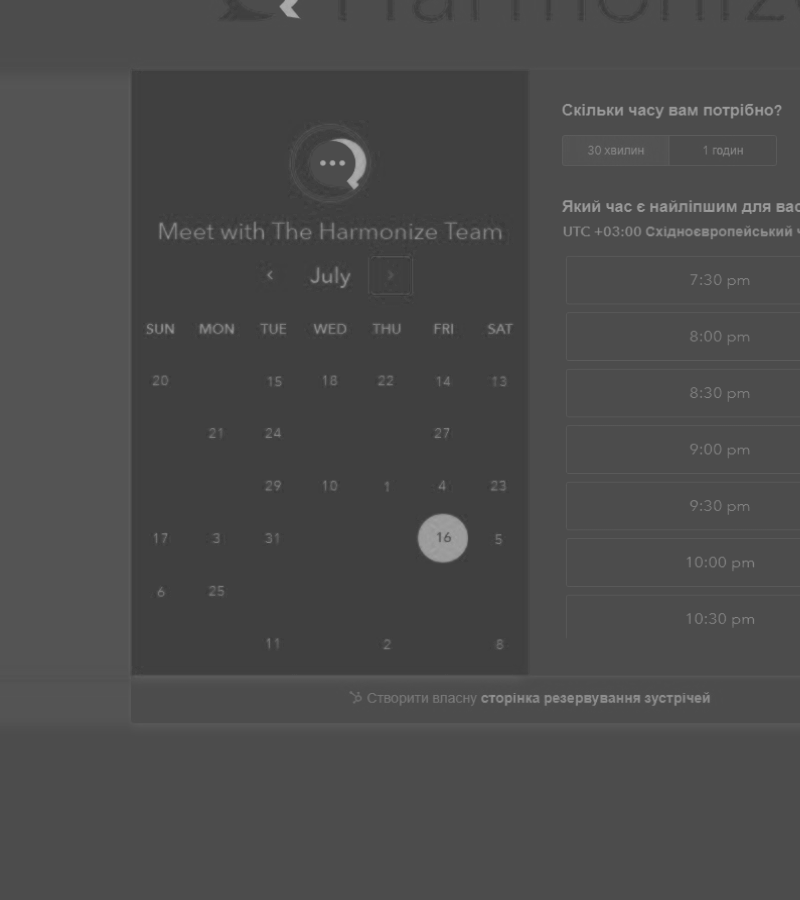 Harmonize
Скільки часу вам потрібно?
30 хвилин 1 годин
Який час є найліпшим для вас
UTC +03:00 Східноєвропейський
Meet with The Harmonize Team
July
SUN MON TUE WED THU FRI SAT
20 15 18 22 14 13
21 24 27
29 10 1 4 23
17 3 31 16 5
6 25
11 2 8
7:30 pm
8:00 pm
8:30 pm
9:00 pm
9:30 pm
10:00 pm
10:30 pm
Створити власну сторінка резервування зустрічей